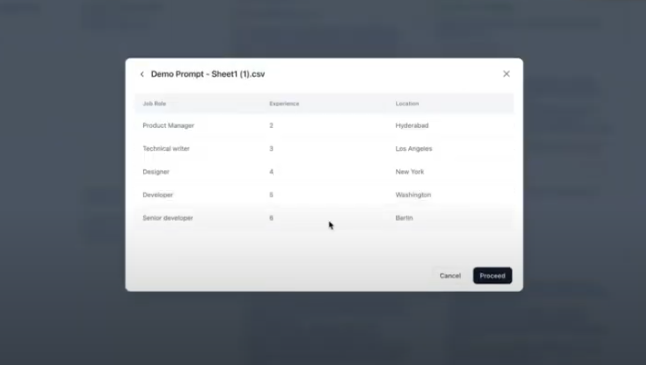 Demo Prompt - Sheet1 (1).csv
Job Role Experience Location
Product Manager 2 Hyderabad
Technical writer 3 Los Angeles
Designer 4 New York
Developer 5 Washington
Senior developer 6
Cancel Proceed